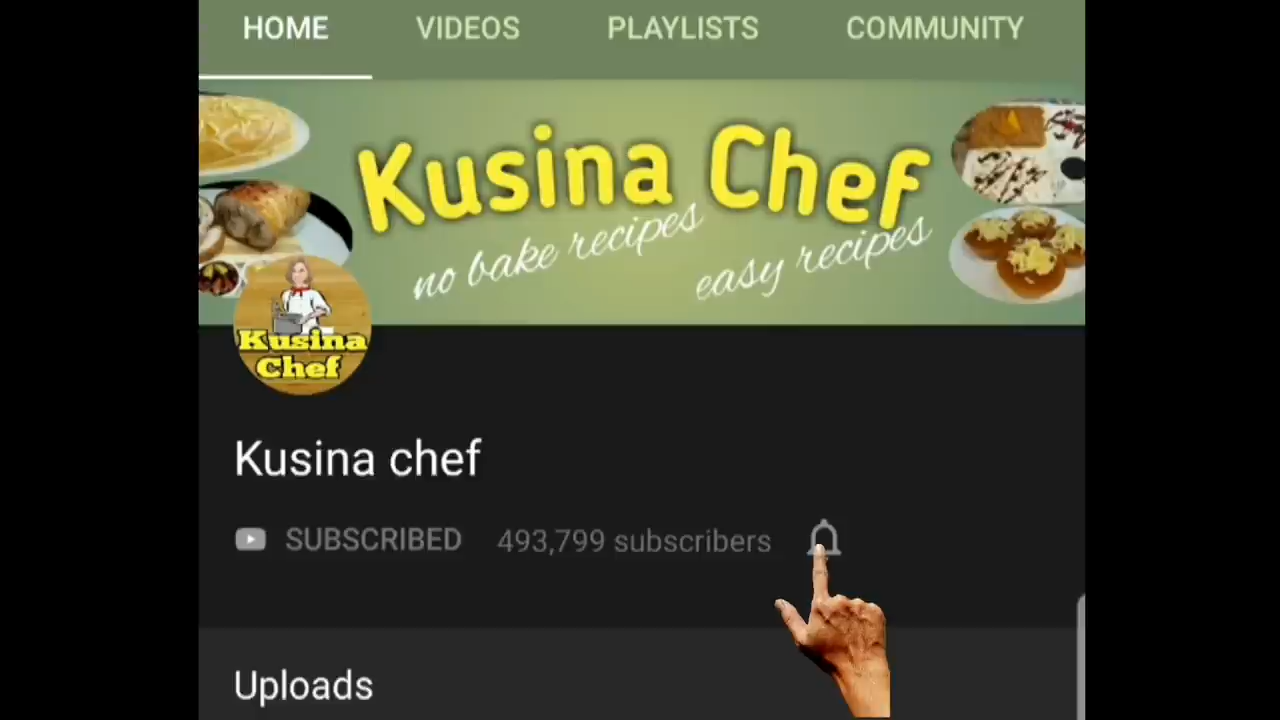 HOME VIDEOS PLAYLISTS COMMUNITY
Kusina Chef
no bake recipes
easy recipes
Kusina
Chef
Kusina chef
SUBSCRIBED 493,799 subscribers
Uploads